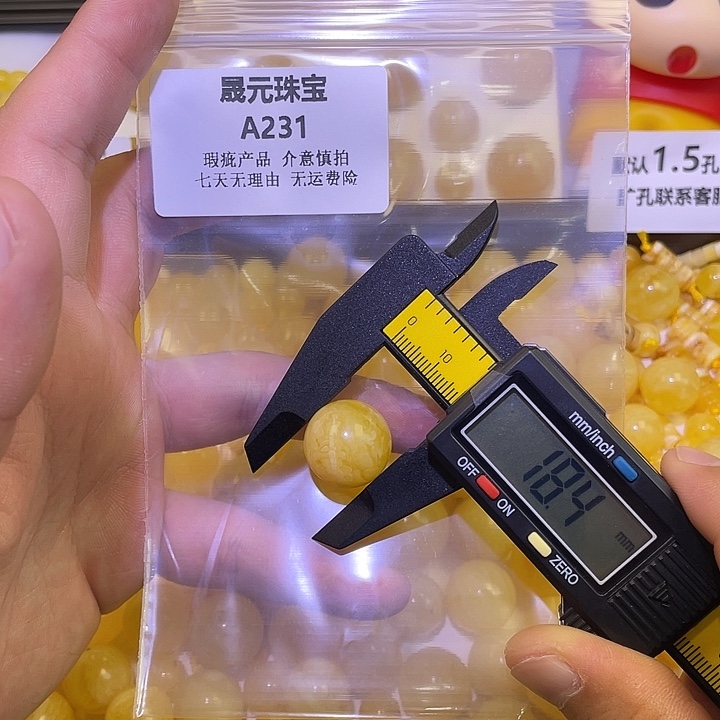 晟元珠宝
A231
瑕疵产品 介意慎拍
七天无理由 无运费险
认1.5孔
扩孔联系客服
0
10
mm/inch
OFF
ON
18.4
mm
ZERO